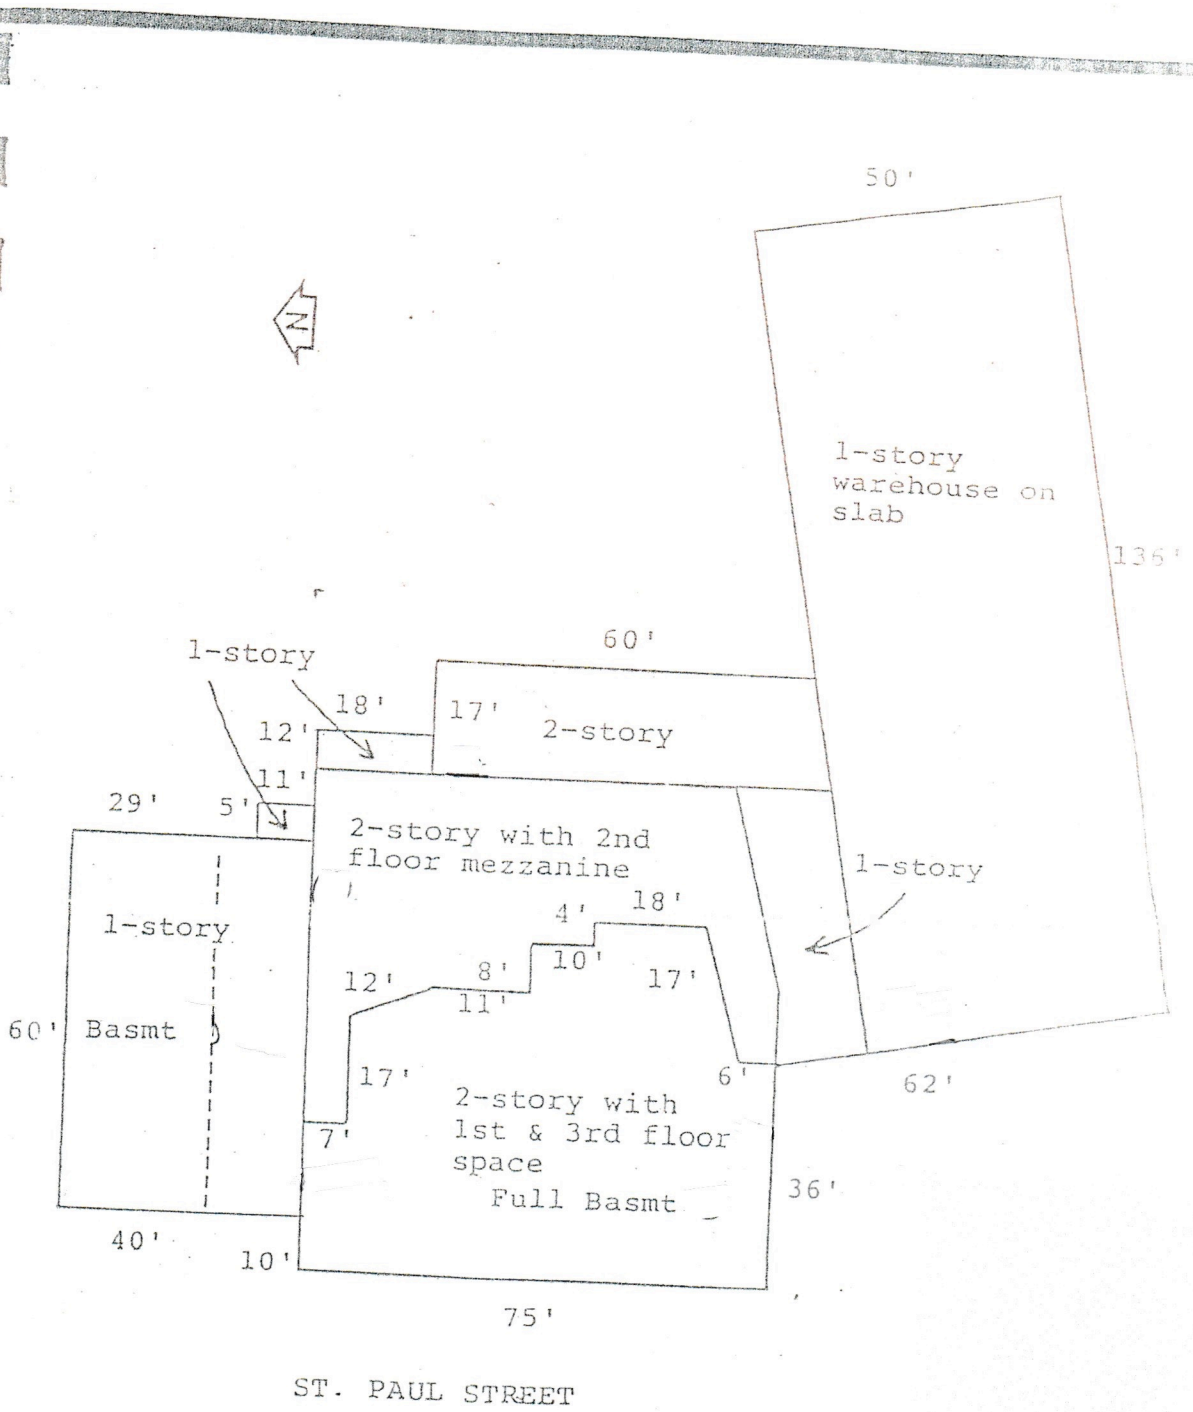 50'
N
1-story
warehouse on
slab
136'
60'
1-story
18'
17'
2-story
12'
11'
29'
5'
2-story with 2nd
floor mezzanine
1-story
18'
4'
1-story
10'
17'
8'
12'
11'
60'
Basmt
17'
6'
62'
2-story with
1st & 3rd floor
space
7'
36'
Full Basmt
40'
10'
75'
ST. PAUL STREET